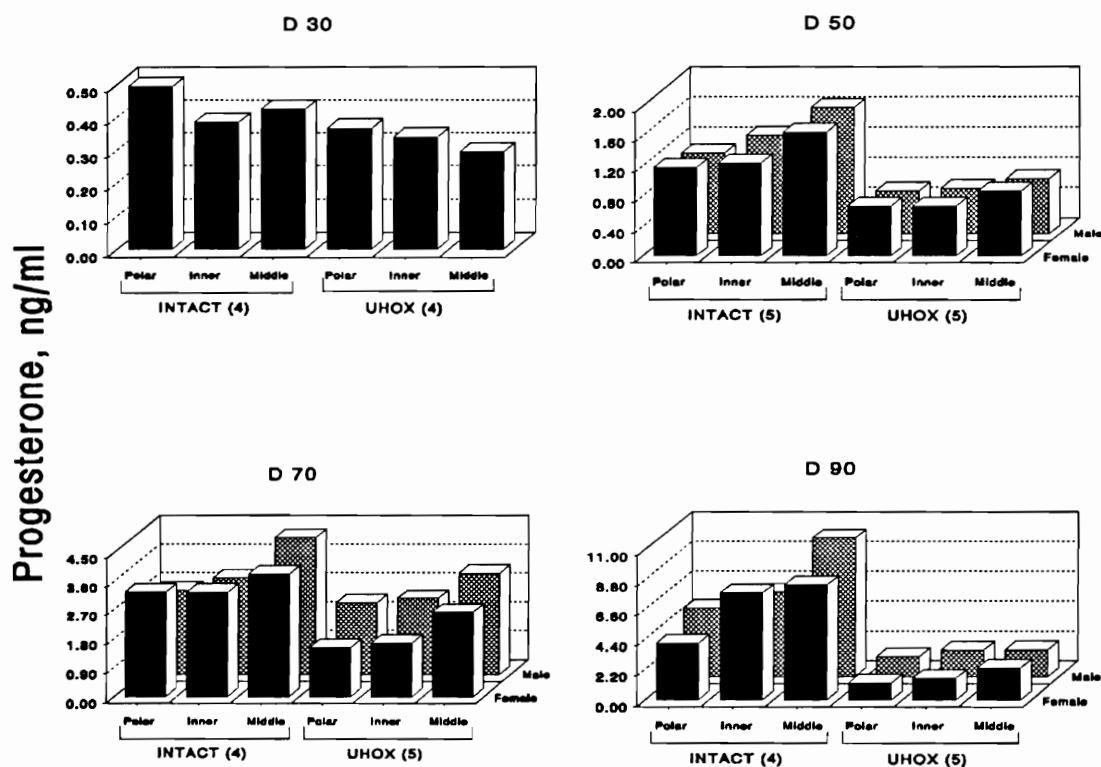 D 30
0.50
0.40
0.30
0.20
0.10
0.00
Polar Inner Middle Polar Inner Middle
INTACT (4) UHOX (4)
D 50
2.00
1.60
1.20
0.80
0.40
0.00
Male
Female
Polar Inner Middle Polar Inner Middle
INTACT (5) UHOX (5)
Progesterone, ng/ml
D 70
4.50
3.60
2.70
1.80
0.90
0.00
Male
Female
Polar Inner Middle Polar Inner Middle
INTACT (4) UHOX (5)
D 90
11.00
8.80
6.60
4.40
2.20
0.00
Male
Female
Polar Inner Middle Polar Inner Middle
INTACT (4) UHOX (5)